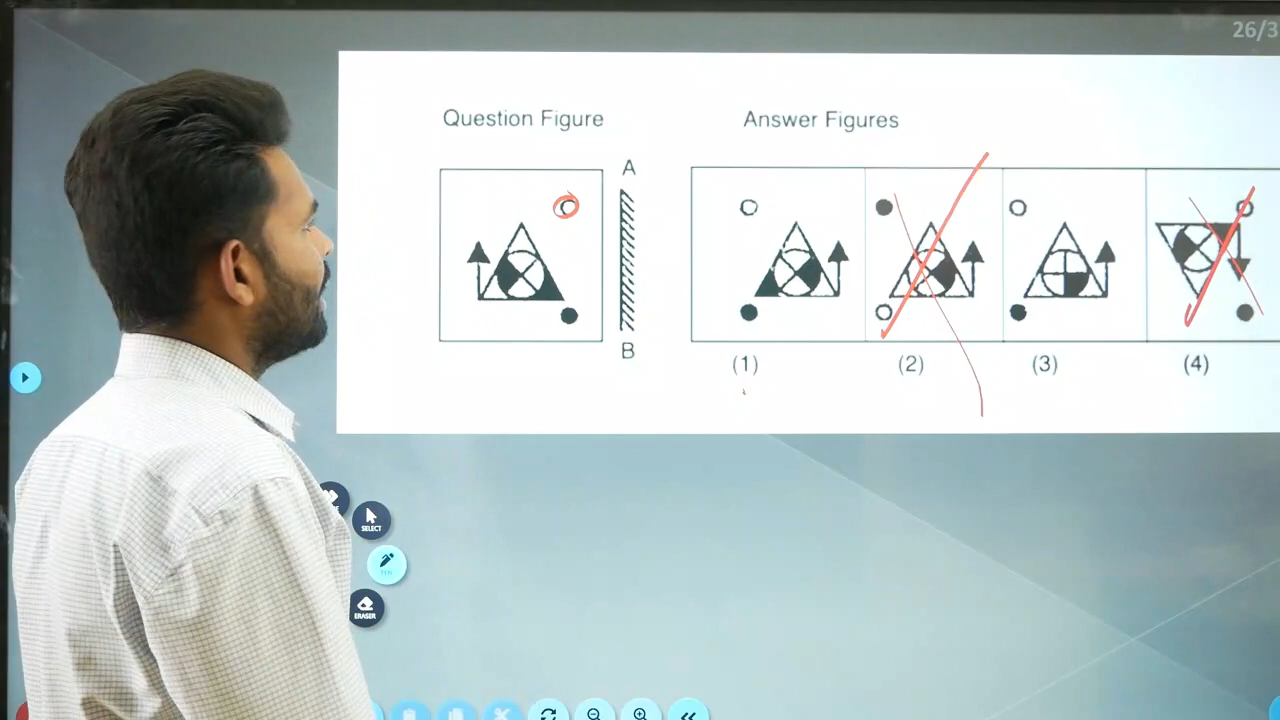 26/3
Question Figure
Answer Figures
A
B
(1)
(2)
(3)
(4)
SELECT
ERASER